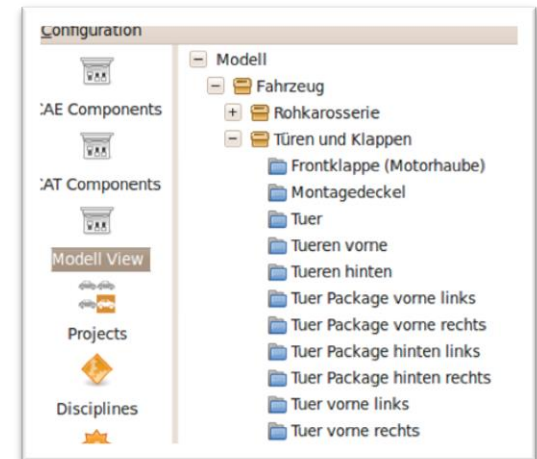 Configuration
AE Components
AT Components
Modell View
Projects
Disciplines
Modell
Fahrzeug
Rohkarosserie
Türen und Klappen
Frontklappe (Motorhaube)
Montagedeckel
Tuer
Tueren vorne
Tueren hinten
Tuer Package vorne links
Tuer Package vorne rechts
Tuer Package hinten links
Tuer Package hinten rechts
Tuer vorne links
Tuer vorne rechts